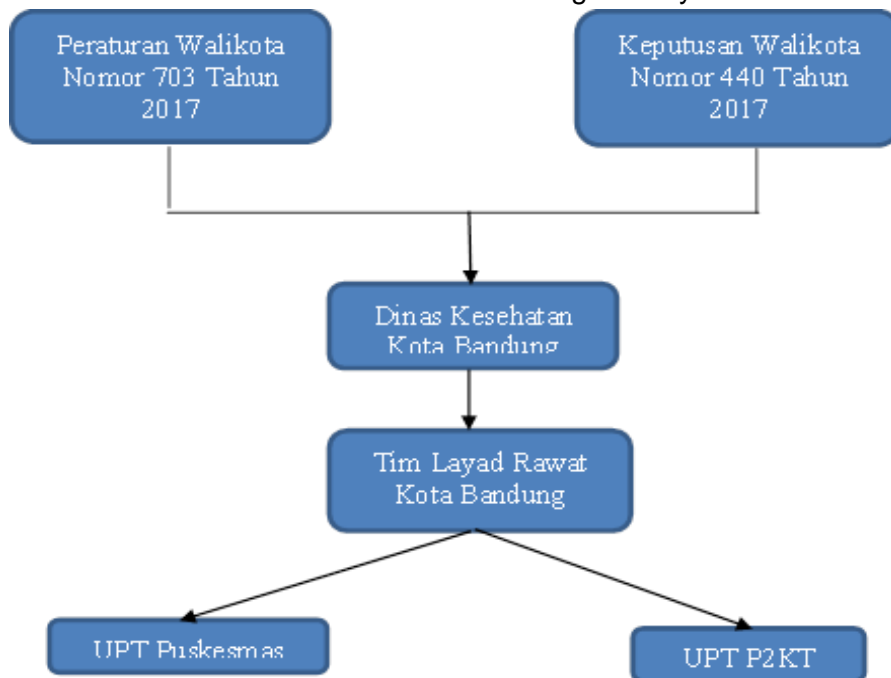 Peraturan Walikota
Nomor 703 Tahun
2017
Keputusan Walikota
Nomor 440 Tahun
2017
Dinas Kesehatan
Kota Bandung
Tim Layad Rawat
Kota Bandung
UPT Puskesmas
UPT P2KT